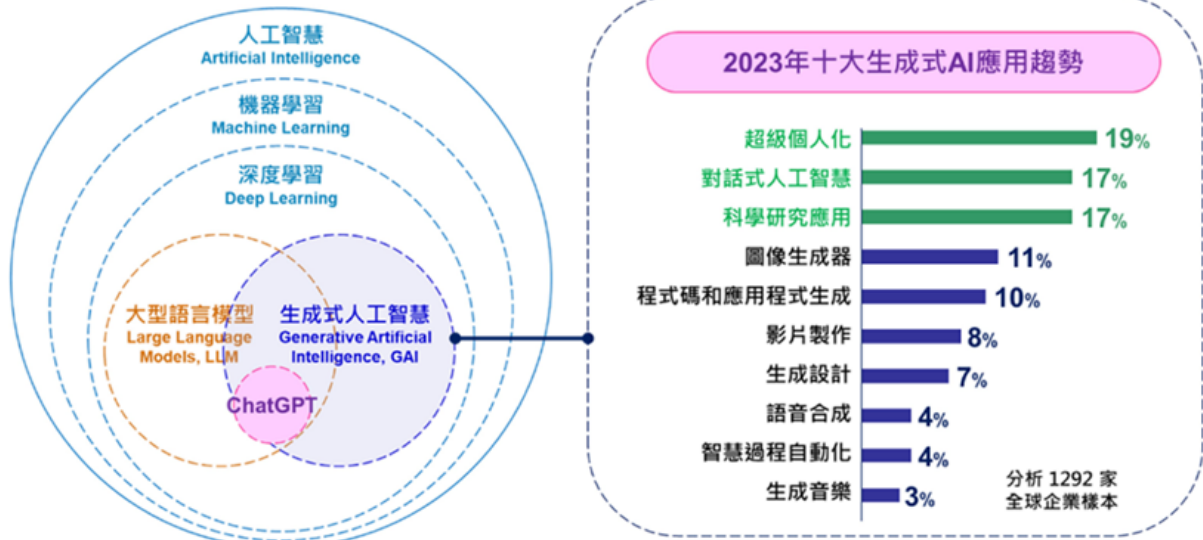 人工智慧
Artificial Intelligence
機器學習
Machine Learning
深度學習
Deep Learning
大型語言模型
Large Language
Models, LLM
生成式人工智慧
Generative Artificial
Intelligence, GAI
ChatGPT
2023年十大生成式AI應用趨勢
超級個人化 19%
對話式人工智慧 17%
科學研究應用 17%
圖像生成器 11%
程式碼和應用程式生成 10%
影片製作 8%
生成設計 7%
語音合成 4%
智慧過程自動化 4%
生成音樂 3%
分析 1292 家
全球企業樣本